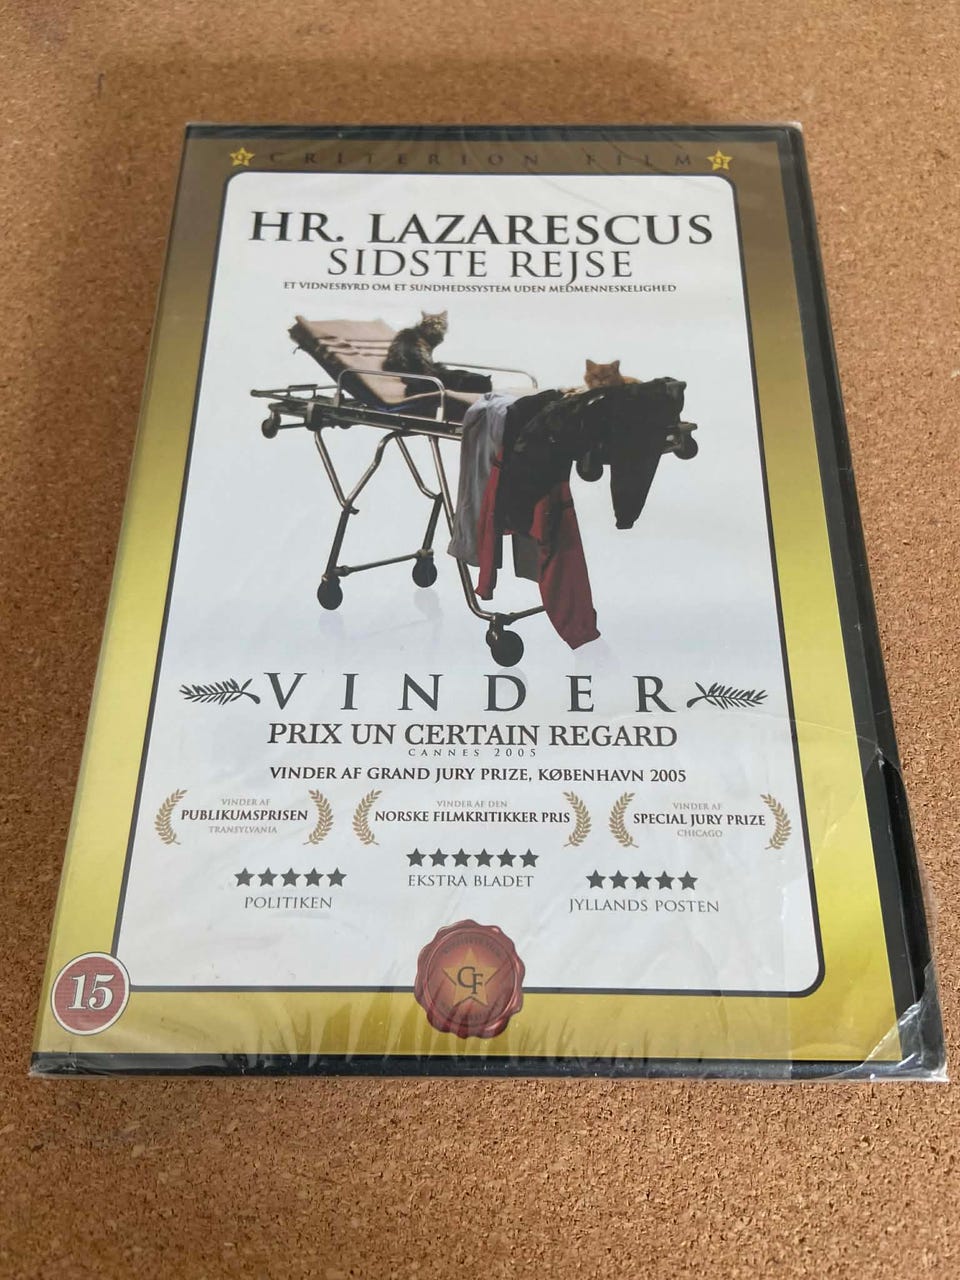 CRITERION FILM
HR. LAZARESCUS
SIDSTE REJSE
ET VIDNESBYRD OM ET SUNDHEDSSYSTEM UDEN MEDMENNESKELIGHED
VINDER
PRIX UN CERTAIN REGARD
CANNES 2005
VINDER AF GRAND JURY PRIZE, KØBENHAVN 2005
VINDER AF
PUBLIKUMSPRISEN
TRANSYLVANIA
VINDER AF DEN
NORSKE FILMKRITIKKER PRIS
VINDER AF
SPECIAL JURY PRIZE
CHICAGO
POLITIKEN
EKSTRA BLADET
JYLLANDS POSTEN
15
CF